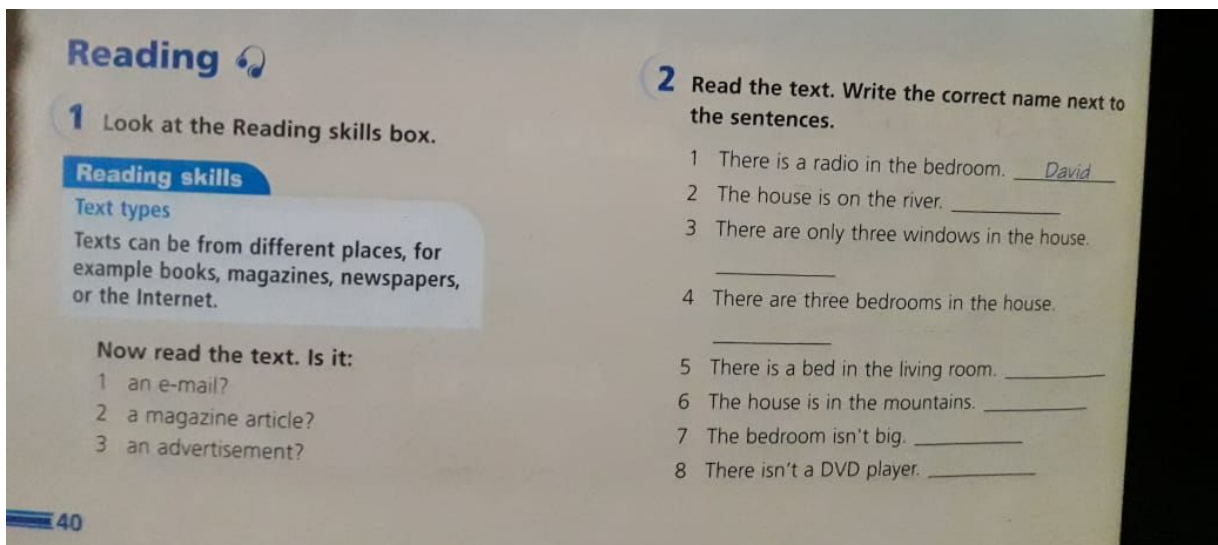 Reading
1 Look at the Reading skills box.
Reading skills
Text types
Texts can be from different places, for
example books, magazines, newspapers,
or the Internet.
Now read the text. Is it:
1 an e-mail?
2 a magazine article?
3 an advertisement?
40
2 Read the text. Write the correct name next to
the sentences.
1 There is a radio in the bedroom. David
2 The house is on the river.
3 There are only three windows in the house.
4 There are three bedrooms in the house.
5 There is a bed in the living room.
6 The house is in the mountains.
7 The bedroom isn't big.
8 There isn't a DVD player.